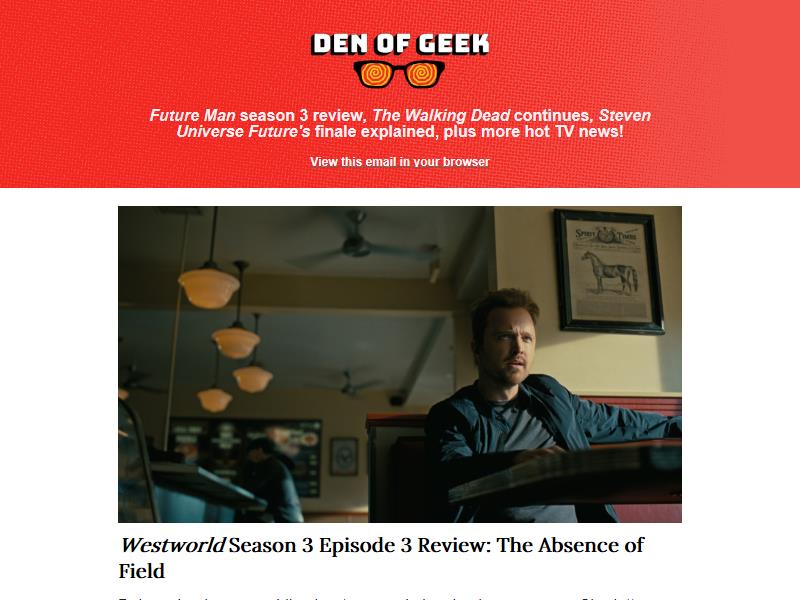 DEN OF GEEK
Future Man season 3 review, The Walking Dead continues, Steven
Universe Future's finale explained, plus more hot TV news!
View this email in your browser
SPIRIT TIMES
Westworld Season 3 Episode 3 Review: The Absence of
Field